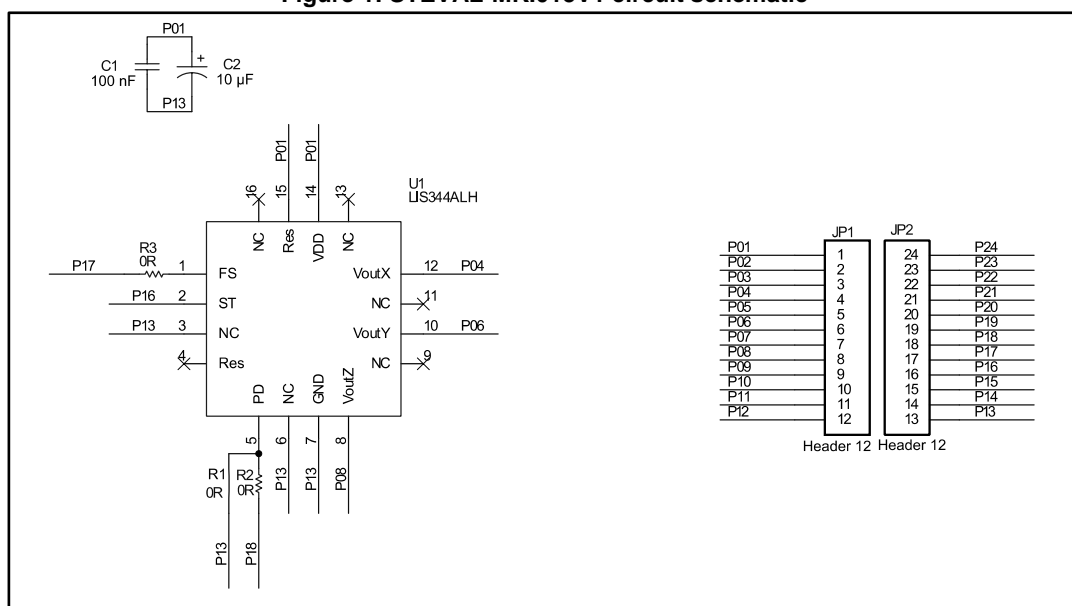 P01
C1
100 nF
+
C2
10 µF
P13
P01
P01
16
15
14
13
U1
LIS344ALH
NC
Res
VDD
NC
R3
0R
P17
1
FS
VoutX
12
P04
P16
2
ST
NC
11
P13
3
NC
VoutY
10
P06
4
Res
NC
9
PD
NC
GND
VoutZ
5
6
7
8
R1
0R
R2
0R
P13
P13
P08
P13
P18
JP1
JP2
P01 1 24 P24
P02 2 23 P23
P03 3 22 P22
P04 4 21 P21
P05 5 20 P20
P06 6 19 P19
P07 7 18 P18
P08 8 17 P17
P09 9 16 P16
P10 10 15 P15
P11 11 14 P14
P12 12 13 P13
Header 12 Header 12